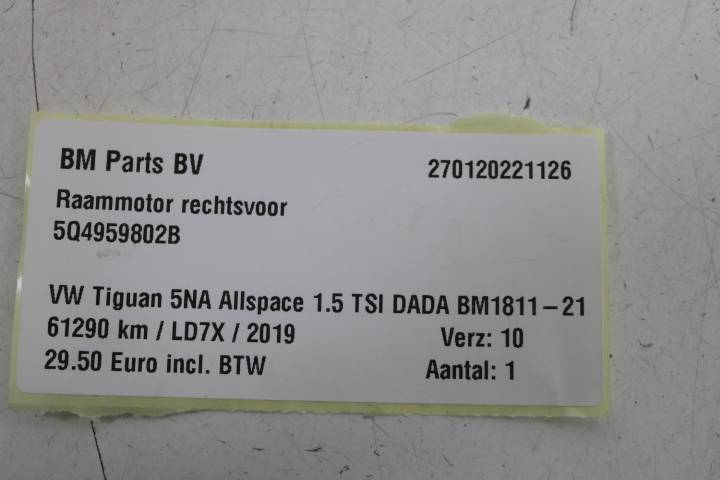 BM Parts BV 270120221126
Raammotor rechtsvoor
5Q4959802B
VW Tiguan 5NA Allspace 1.5 TSI DADA BM1811-21
61290 km / LD7X / 2019 Verz: 10
29.50 Euro incl. BTW Aantal: 1